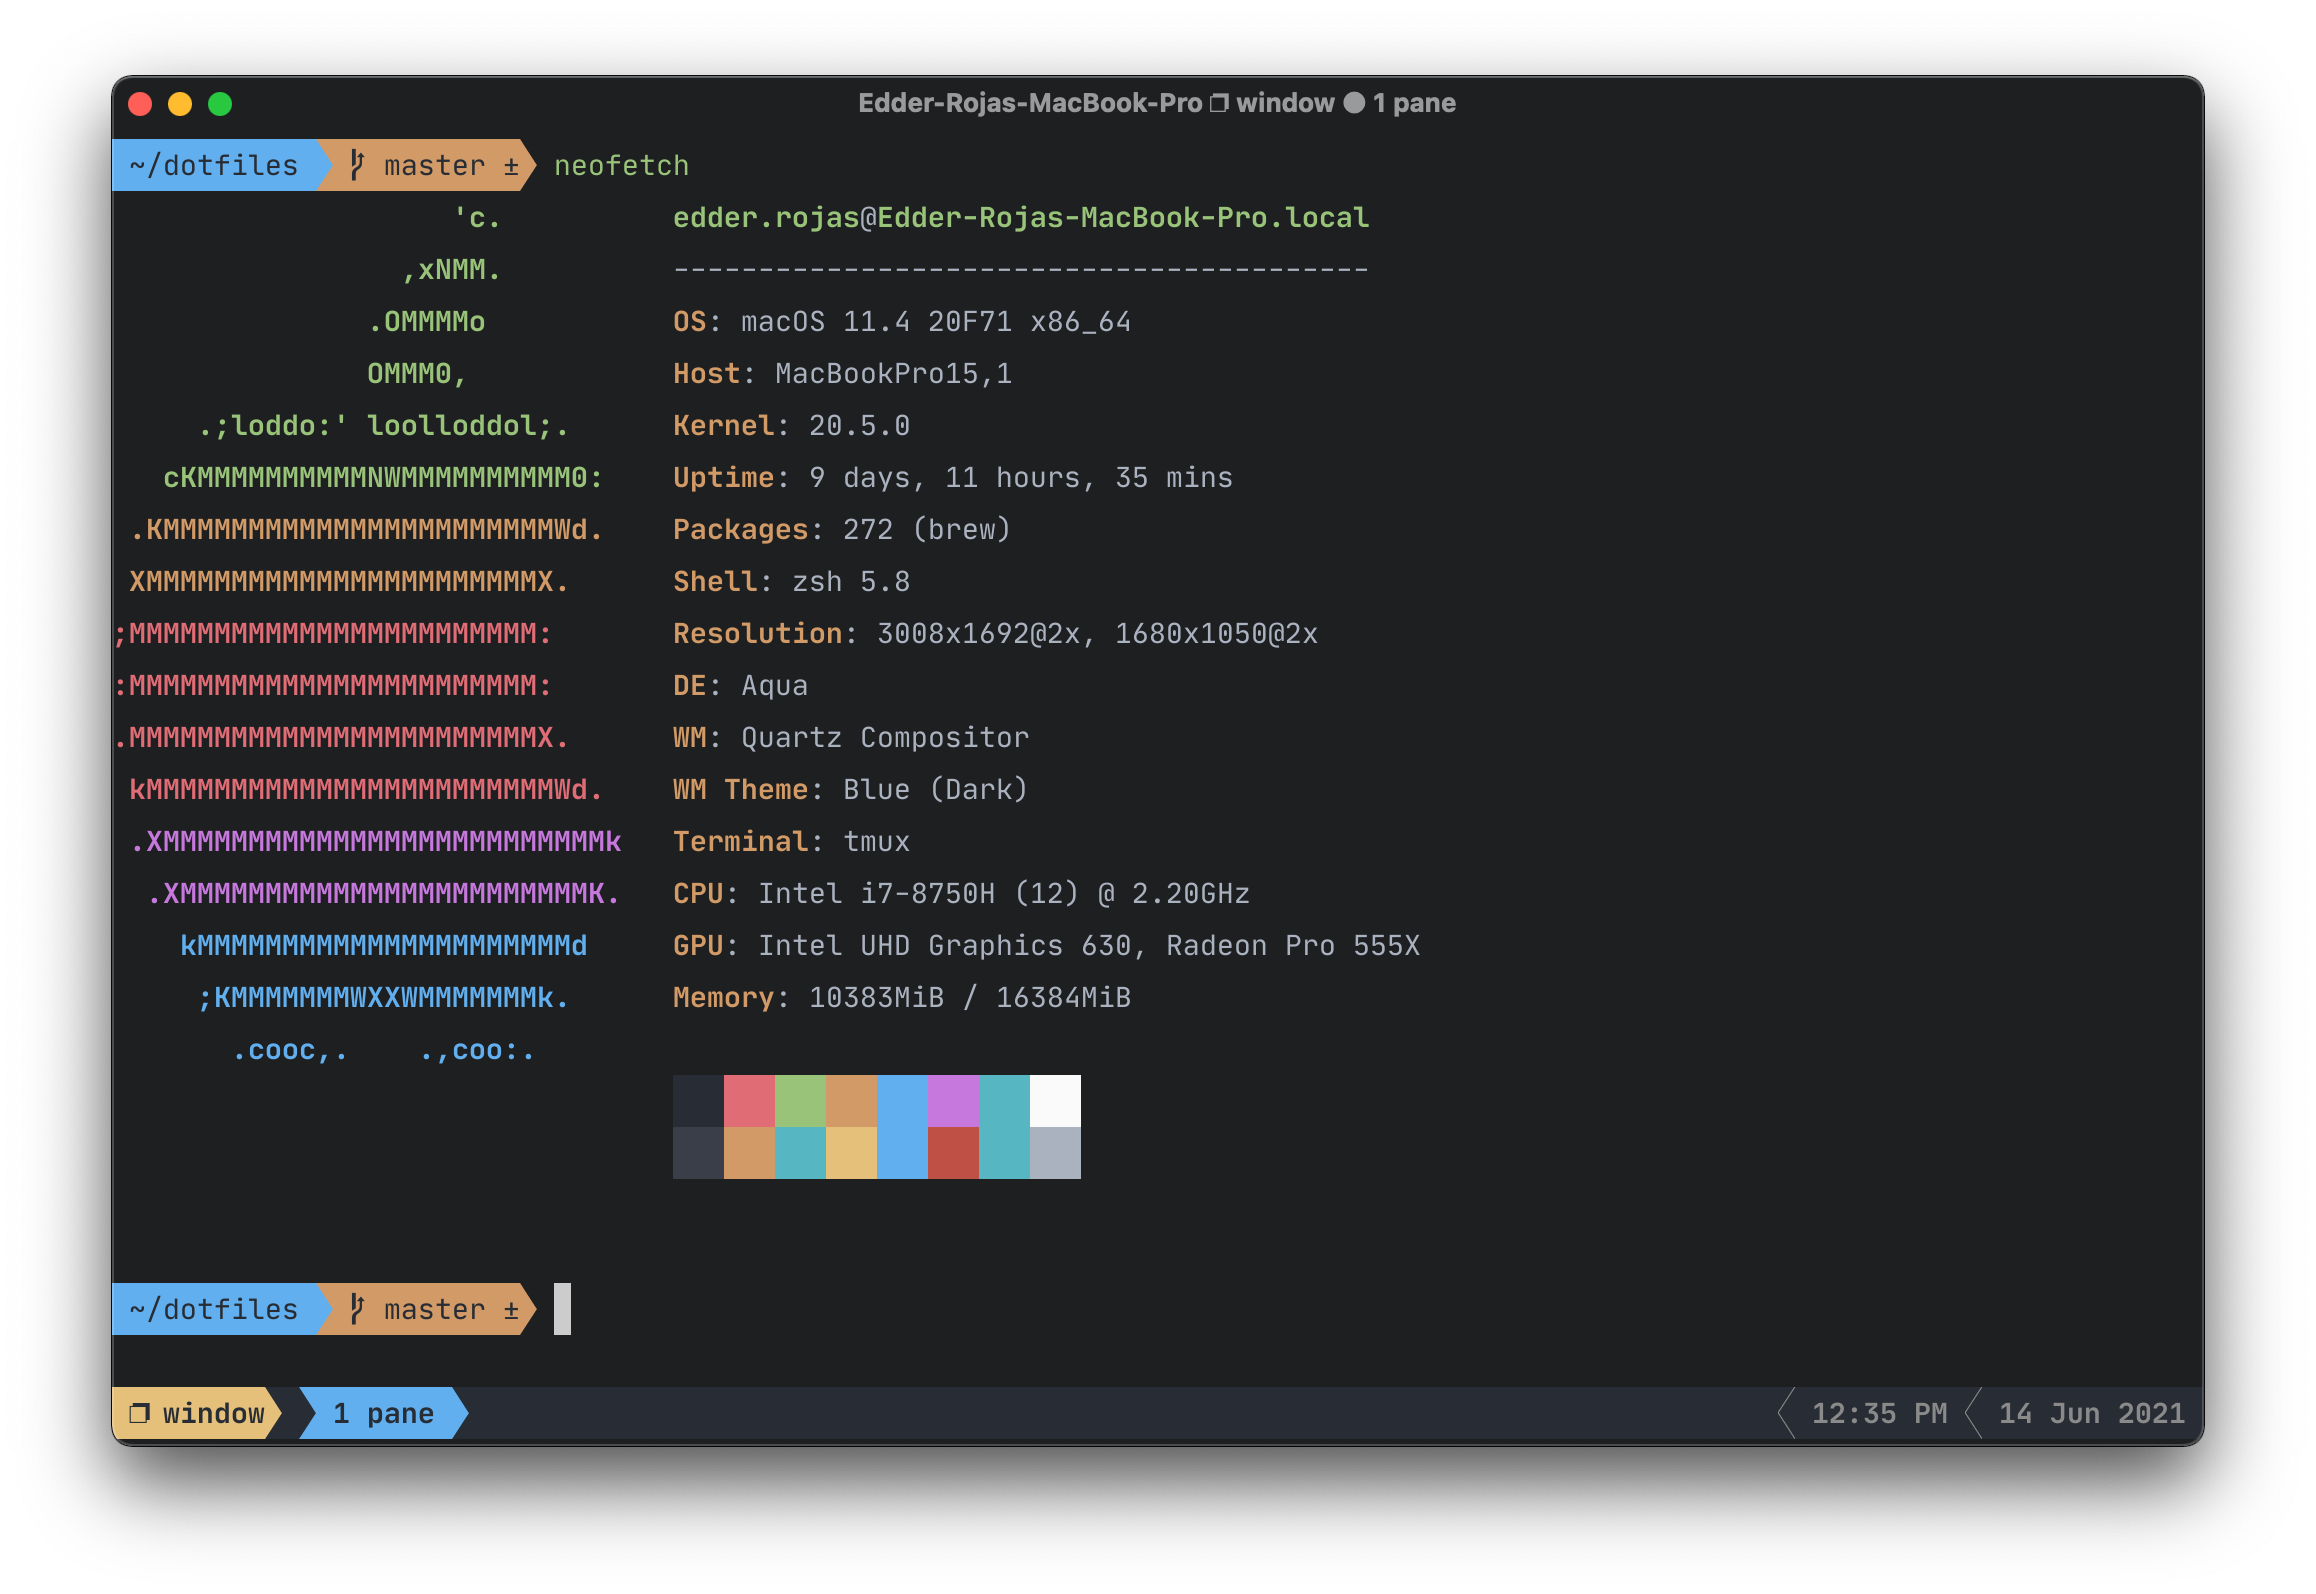 Edder-Rojas-MacBook-Pro ❐ window ● 1 pane
~/dotfiles  master ± neofetch
                    'c.          edder.rojas@Edder-Rojas-MacBook-Pro.local
                 ,xNMM.          -----------------------------------------
               .OMMMMo           OS: macOS 11.4 20F71 x86_64
               OMMM0,            Host: MacBookPro15,1
     .;loddo:' loolloddol;.      Kernel: 20.5.0
   cKMMMMMMMMMMNWMMMMMMMMMM0:    Uptime: 9 days, 11 hours, 35 mins
 .KMMMMMMMMMMMMMMMMMMMMMMMWd.    Packages: 272 (brew)
 XMMMMMMMMMMMMMMMMMMMMMMMX.      Shell: zsh 5.8
;MMMMMMMMMMMMMMMMMMMMMMMM:       Resolution: 3008x1692@2x, 1680x1050@2x
:MMMMMMMMMMMMMMMMMMMMMMMM:       DE: Aqua
.MMMMMMMMMMMMMMMMMMMMMMMMX.      WM: Quartz Compositor
 kMMMMMMMMMMMMMMMMMMMMMMMMWd.    WM Theme: Blue (Dark)
 .XMMMMMMMMMMMMMMMMMMMMMMMMMMk   Terminal: tmux
  .XMMMMMMMMMMMMMMMMMMMMMMMMK.   CPU: Intel i7-8750H (12) @ 2.20GHz
    kMMMMMMMMMMMMMMMMMMMMMMd     GPU: Intel UHD Graphics 630, Radeon Pro 555X
     ;KMMMMMMMWXXWMMMMMMMk.      Memory: 10383MiB / 16384MiB
       .cooc,.    .,coo:.
~/dotfiles  master ±
❐ window 1 pane 12:35 PM 14 Jun 2021